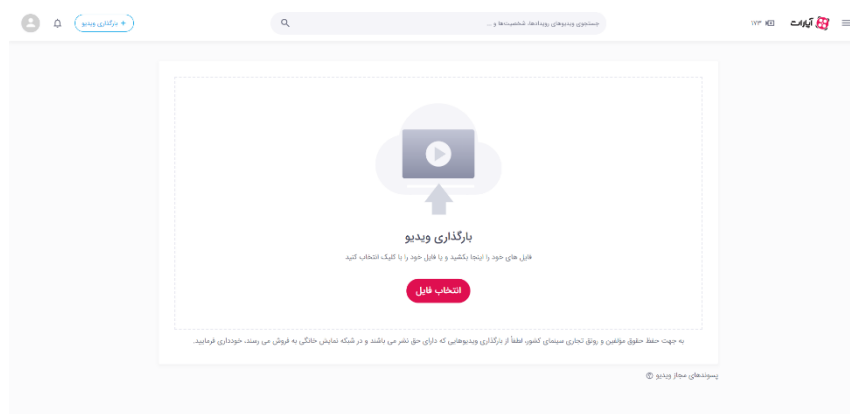 آپارات
۱۷۳
جستجوی ویدیوهای رویدادها، شخصیت‌ها و ...
+ بارگذاری ویدیو
بارگذاری ویدیو
فایل های خود را اینجا بکشید و یا فایل خود را با کلیک انتخاب کنید
انتخاب فایل
به جهت حفظ حقوق مؤلفین و رونق تجاری سینمای کشور، لطفاً از بارگذاری ویدیوهایی که دارای حق نشر می باشند و در شبکه نمایش خانگی به فروش می رسند، خودداری فرمایید.
پسوندهای مجاز ویدیو